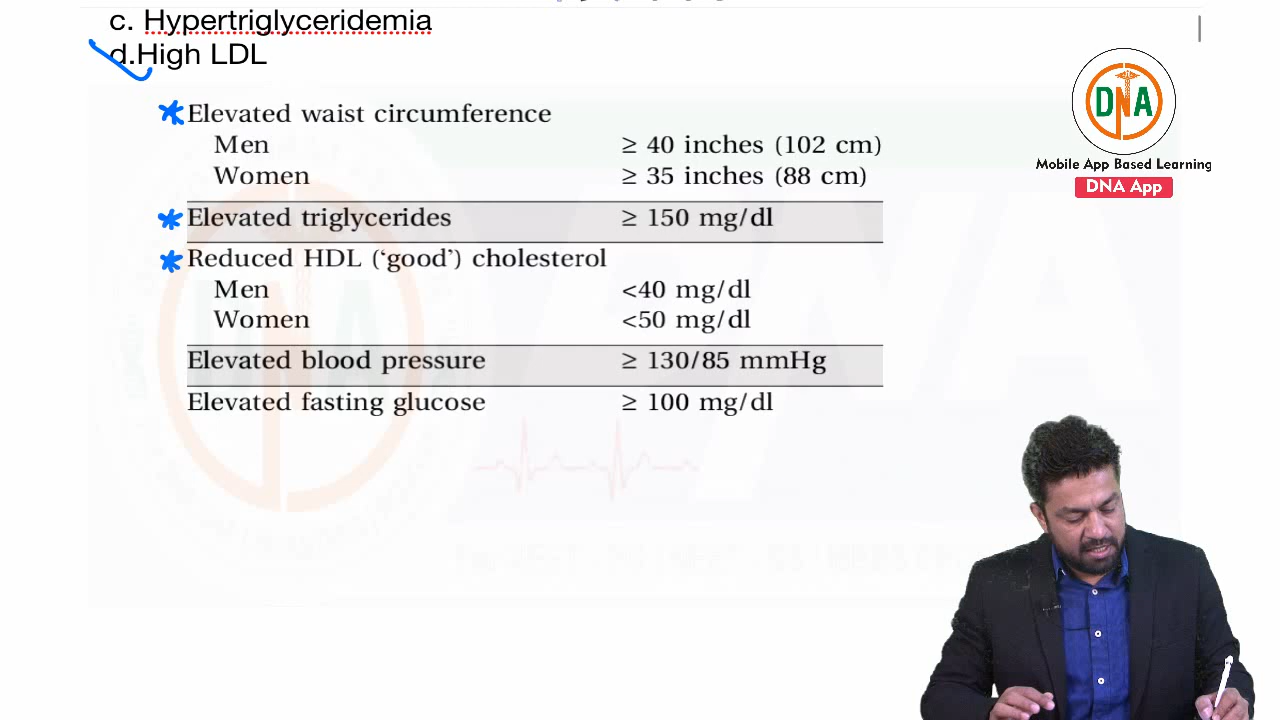 c. Hypertriglyceridemia
d.High LDL
DNA
Mobile App Based Learning
DNA App
Elevated waist circumference
Men ≥ 40 inches (102 cm)
Women ≥ 35 inches (88 cm)
Elevated triglycerides ≥ 150 mg/dl
Reduced HDL (‘good’) cholesterol
Men <40 mg/dl
Women <50 mg/dl
Elevated blood pressure ≥ 130/85 mmHg
Elevated fasting glucose ≥ 100 mg/dl